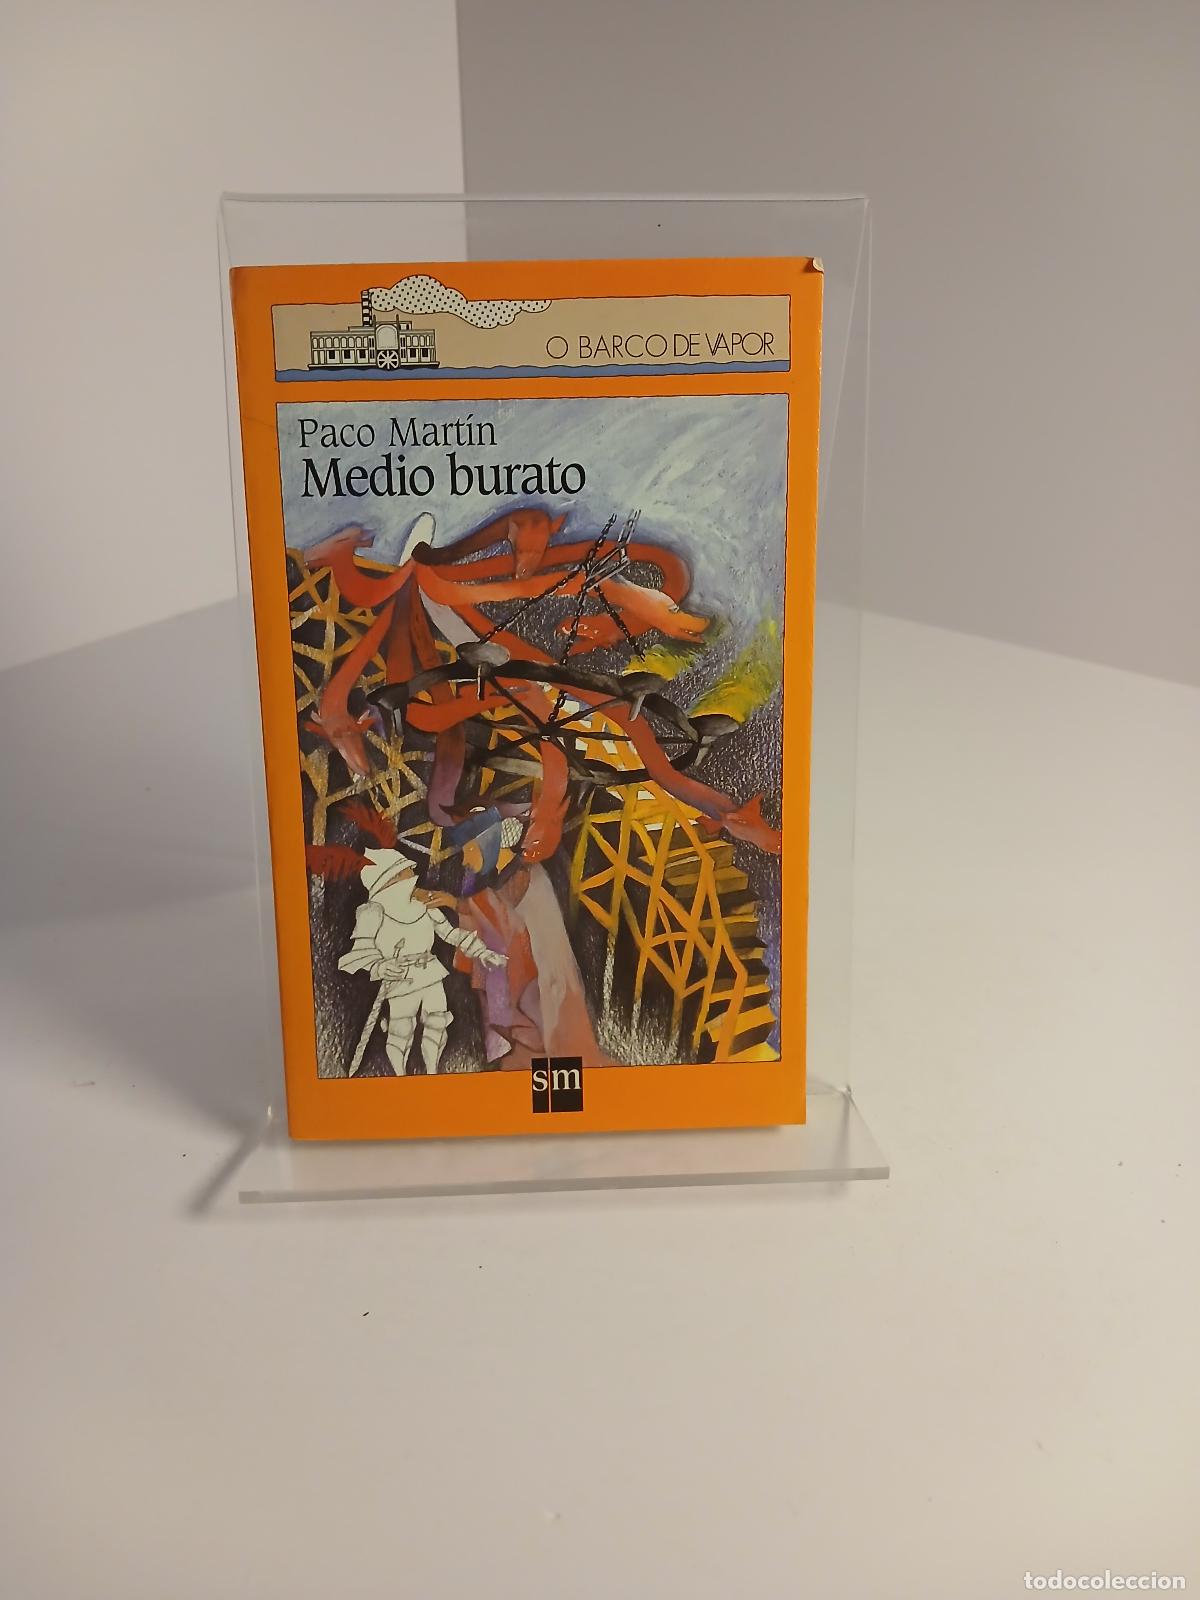 O BARCO DE VAPOR
Paco Martín
Medio burato
sm
todocoleccion